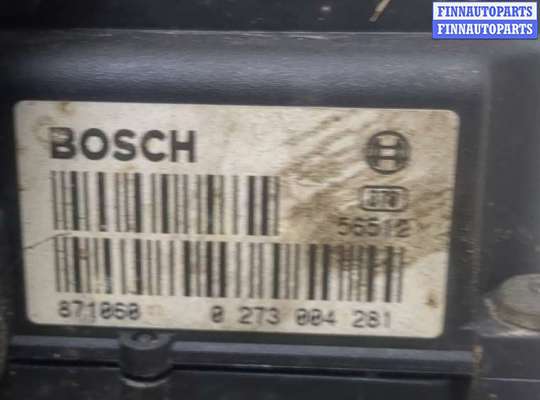 FINNAUTOPARTS
FINNAUTOPARTS
BOSCH
56512
871060
0 273 004 281